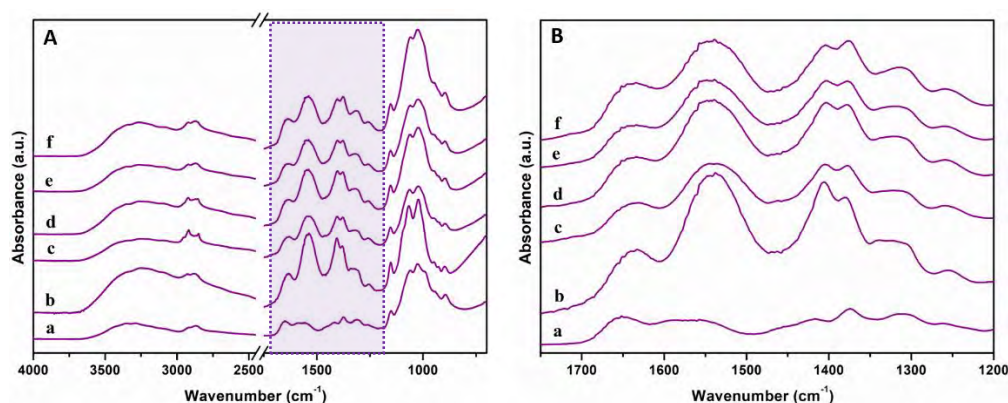 A
Absorbance (a.u.)
f
e
d
c
b
a
4000 3500 3000 2500 1500 1000
Wavenumber (cm-1)
B
Absorbance (a.u.)
f
e
d
c
b
a
1700 1600 1500 1400 1300 1200
Wavenumber (cm-1)